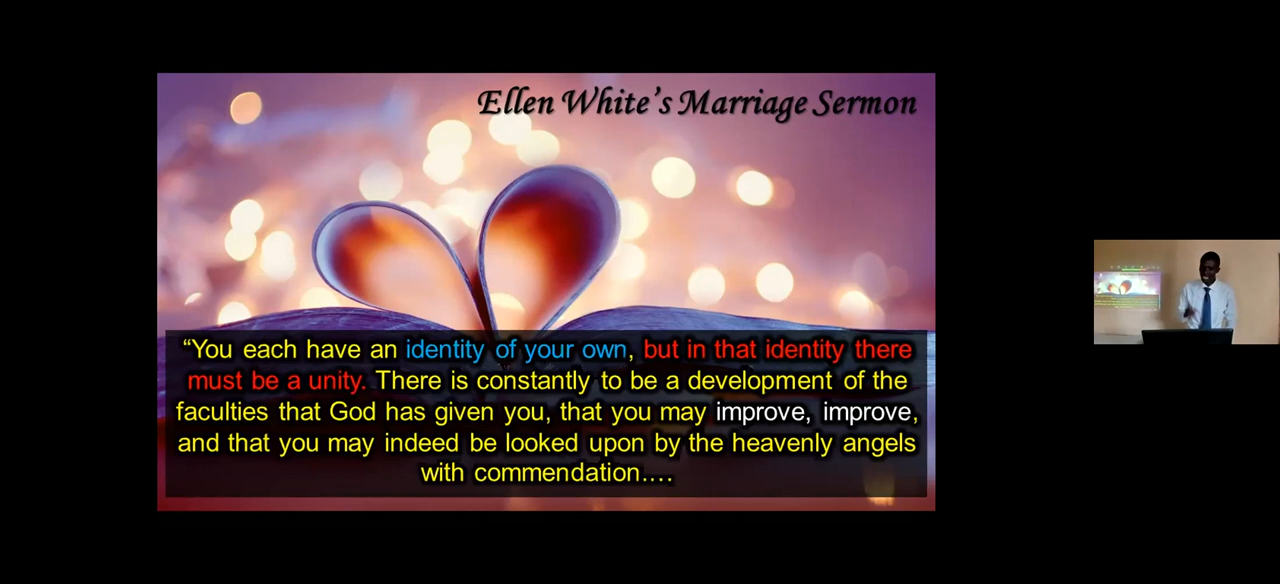 Ellen White’s Marriage Sermon
“You each have an identity of your own, but in that identity there
must be a unity. There is constantly to be a development of the
faculties that God has given you, that you may improve, improve,
and that you may indeed be looked upon by the heavenly angels
with commendation….